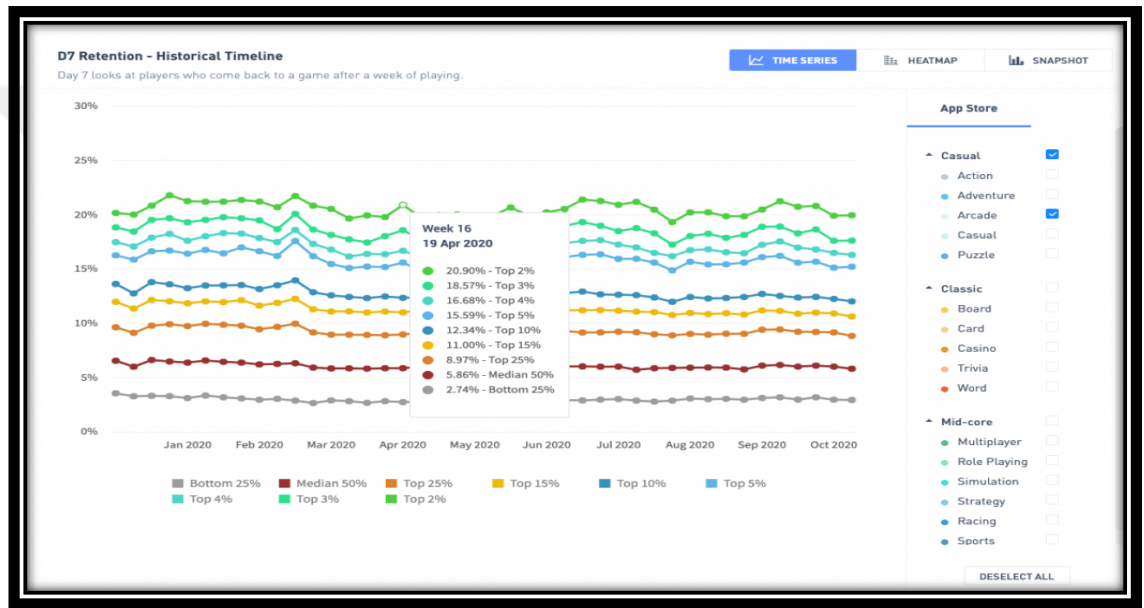 D7 Retention - Historical Timeline
Day 7 looks at players who come back to a game after a week of playing.
TIME SERIES
HEATMAP
SNAPSHOT
30%
25%
20%
15%
10%
5%
0%
Jan 2020 Feb 2020 Mar 2020 Apr 2020 May 2020 Jun 2020 Jul 2020 Aug 2020 Sep 2020 Oct 2020
Week 16
19 Apr 2020
20.90% - Top 2%
18.57% - Top 3%
16.68% - Top 4%
15.59% - Top 5%
12.34% - Top 10%
11.00% - Top 15%
8.97% - Top 25%
5.86% - Median 50%
2.74% - Bottom 25%
Bottom 25% Median 50% Top 25% Top 15% Top 10% Top 5%
Top 4% Top 3% Top 2%
App Store
Casual
Action
Adventure
Arcade
Casual
Puzzle
Classic
Board
Card
Casino
Trivia
Word
Mid-core
Multiplayer
Role Playing
Simulation
Strategy
Racing
Sports
DESELECT ALL